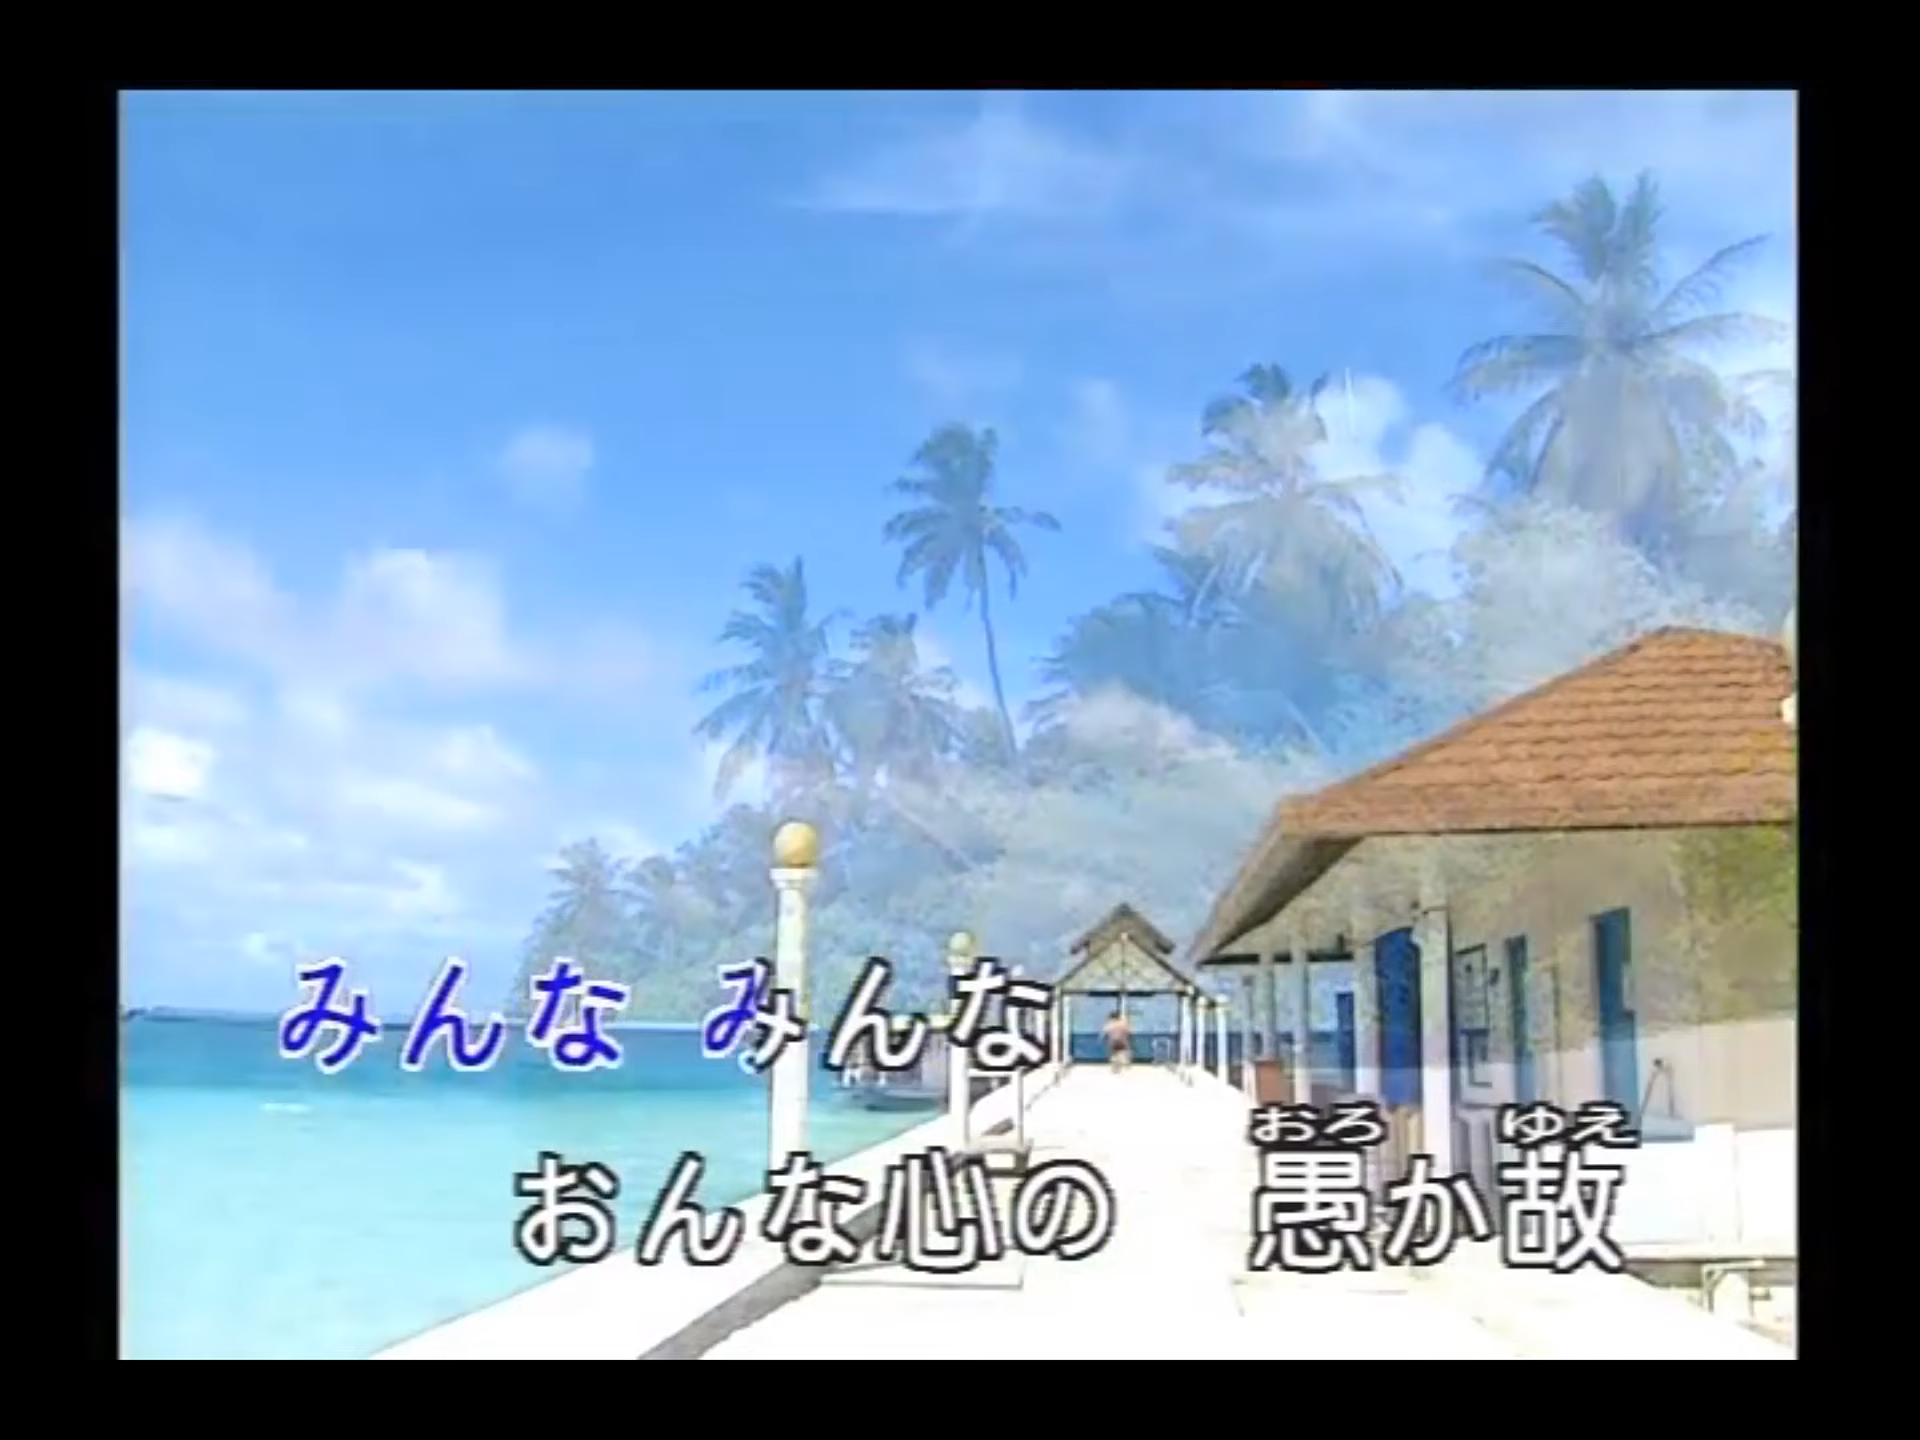 みんな みんな
おろ ゆえ
おんな心の 愚か故